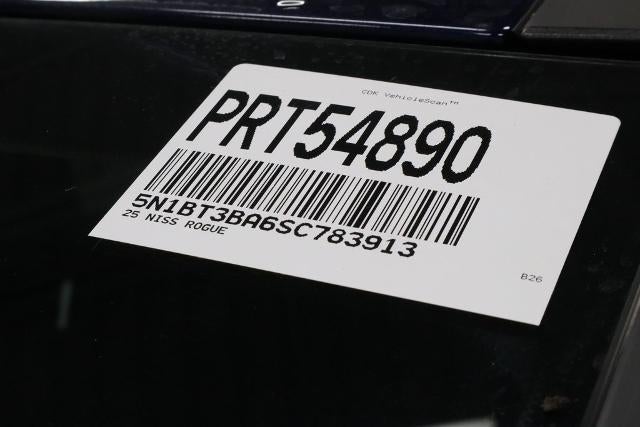 CDK VehicleScan™
PRT54890
5N1BT3BA6SC783913
25 NISS ROGUE
B26